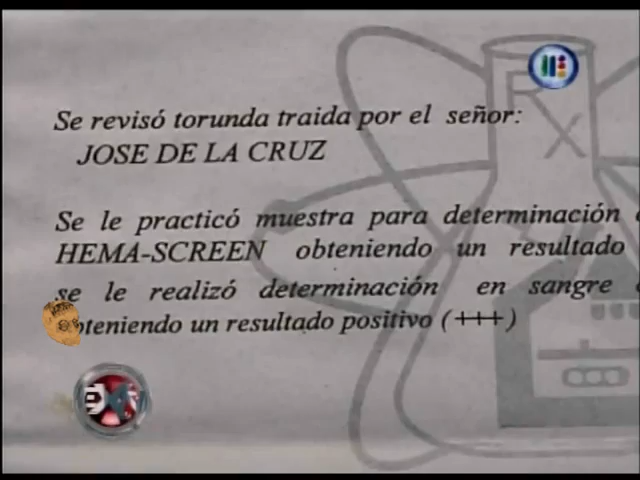 Se revisó torunda traida por el señor:
JOSE DE LA CRUZ
Se le practicó muestra para determinación
HEMA-SCREEN obteniendo un resultado
se le realizó determinación en sangre
obteniendo un resultado positivo (+++)
RX